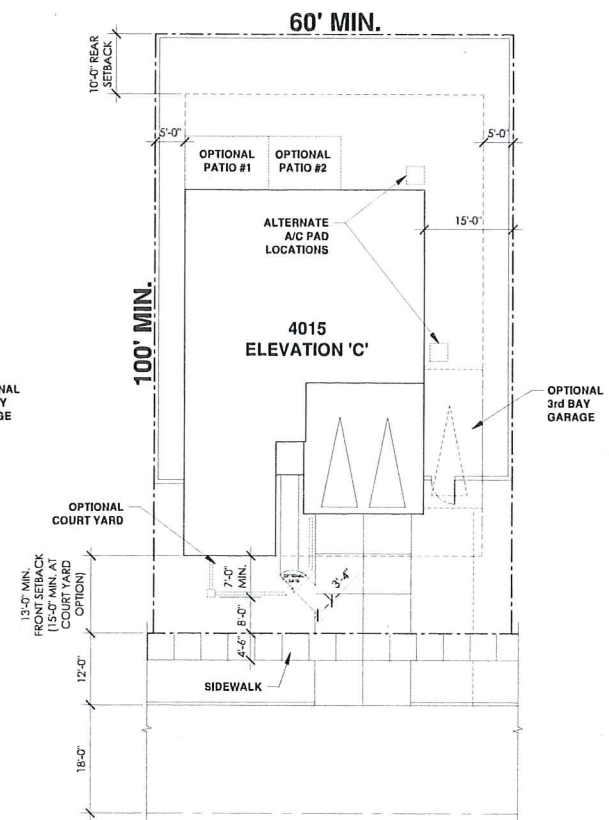 60' MIN.
10'-0" REAR
SETBACK
5'-0"
5'-0"
OPTIONAL
PATIO #1
OPTIONAL
PATIO #2
ALTERNATE
A/C PAD
LOCATIONS
15'-0"
100' MIN.
4015
ELEVATION 'C'
NAL
Y
GE
OPTIONAL
3rd BAY
GARAGE
OPTIONAL
COURT YARD
13'-0" MIN.
FRONT SETBACK
(15'-0" MIN. AT
COURT YARD
OPTION)
7'-0"
MIN.
3'-4"
8'-0"
4'-6"
12'-0"
SIDEWALK
18'-0"